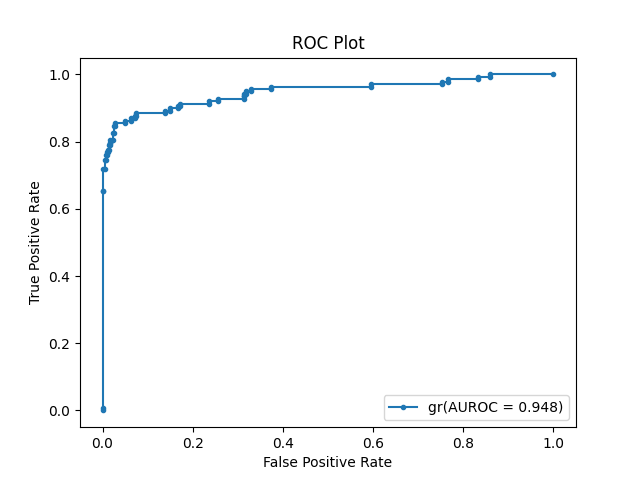 ROC Plot
True Positive Rate
1.0
0.8
0.6
0.4
0.2
0.0
gr(AUROC = 0.948)
0.0 0.2 0.4 0.6 0.8 1.0
False Positive Rate